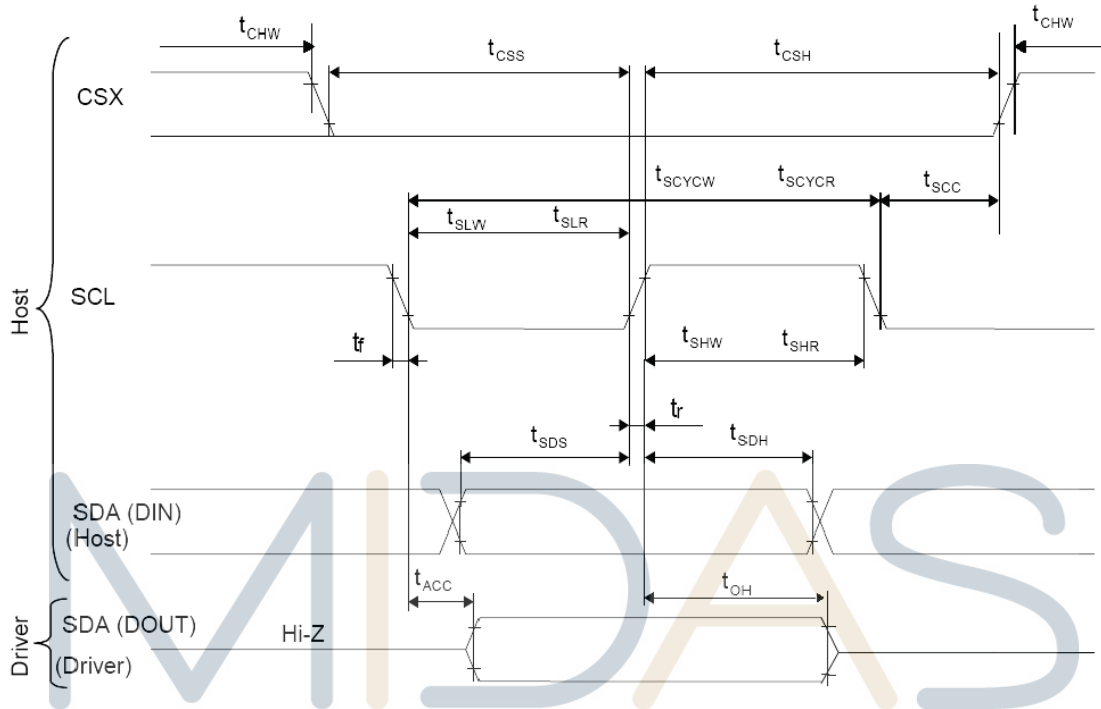 tCHW
tCSS
tCSH
tCHW
CSX
tSCYCW
tSCYCR
tSCC
tSLW
tSLR
Host
SCL
tSHW
tSHR
tf
tr
tSDS
tSDH
SDA (DIN)
(Host)
tACC
tOH
Driver
SDA (DOUT)
Hi-Z
(Driver)
MIDAS